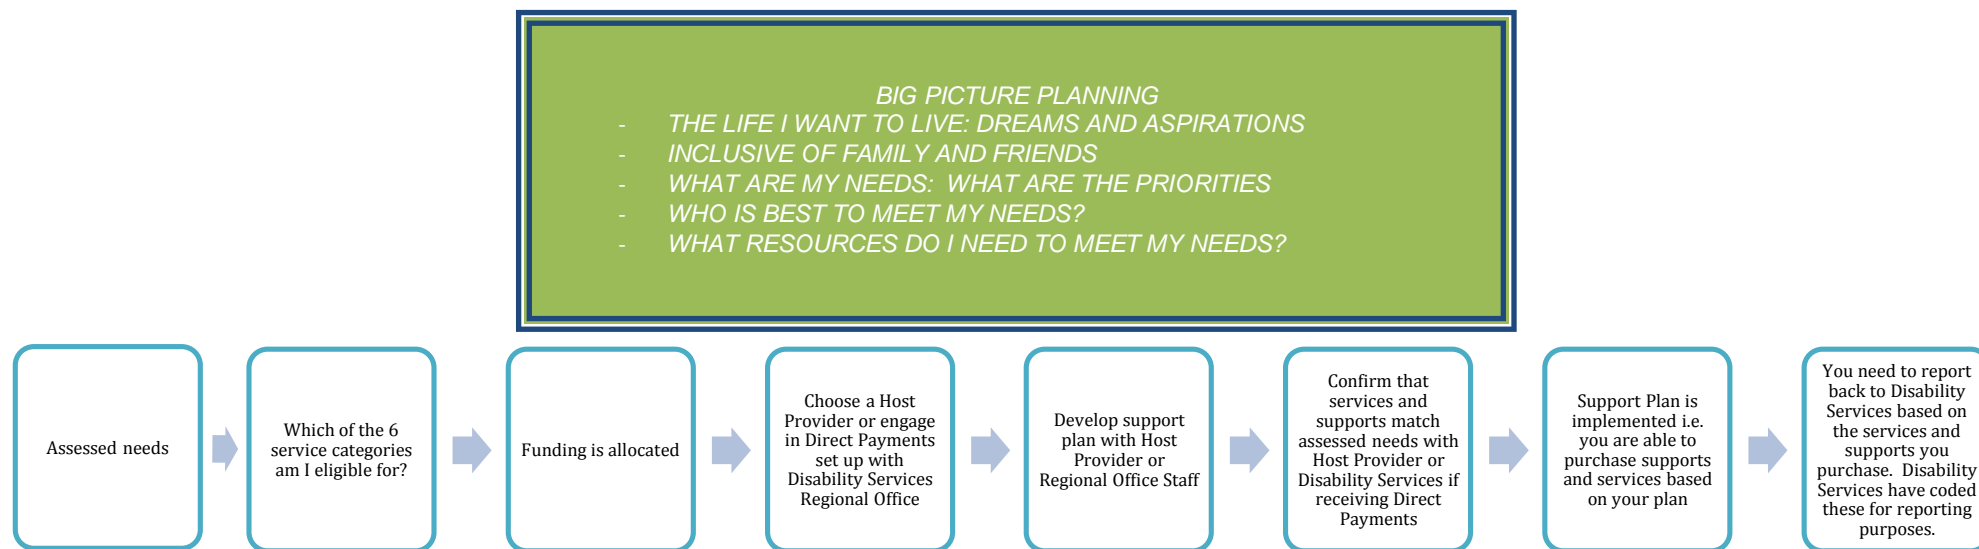 BIG PICTURE PLANNING
- THE LIFE I WANT TO LIVE: DREAMS AND ASPIRATIONS
- INCLUSIVE OF FAMILY AND FRIENDS
- WHAT ARE MY NEEDS: WHAT ARE THE PRIORITIES
- WHO IS BEST TO MEET MY NEEDS?
- WHAT RESOURCES DO I NEED TO MEET MY NEEDS?
Assessed needs
Which of the 6
service categories
am I eligible for?
Funding is allocated
Choose a Host
Provider or engage
in Direct Payments
set up with
Disability Services
Regional Office
Develop support
plan with Host
Provider or
Regional Office Staff
Confirm that
services and
supports match
assessed needs with
Host Provider or
Disability Services if
receiving Direct
Payments
Support Plan is
implemented i.e.
you are able to
purchase supports
and services based
on your plan
You need to report
back to Disability
Services based on
the services and
supports you
purchase. Disability
Services have coded
these for reporting
purposes.